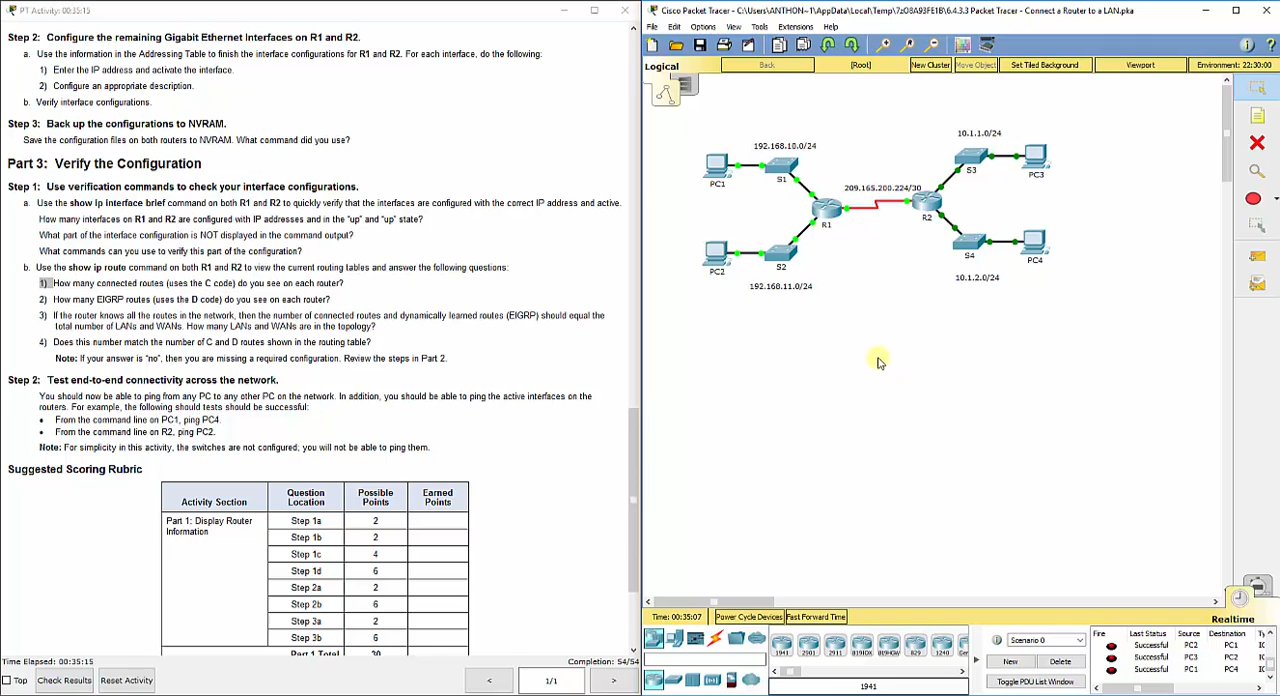 PT Activity: 00:35:15
Step 2: Configure the remaining Gigabit Ethernet Interfaces on R1 and R2.
a. Use the information in the Addressing Table to finish the interface configurations for R1 and R2. For each interface, do the following:
1) Enter the IP address and activate the interface.
2) Configure an appropriate description.
b. Verify interface configurations.
Step 3: Back up the configurations to NVRAM.
Save the configuration files on both routers to NVRAM. What command did you use?
Part 3: Verify the Configuration
Step 1: Use verification commands to check your interface configurations.
a. Use the show ip interface brief command on both R1 and R2 to quickly verify that the interfaces are configured with the correct IP address and active.
How many interfaces on R1 and R2 are configured with IP addresses and in the "up" and "up" state?
What part of the interface configuration is NOT displayed in the command output?
What commands can you use to verify this part of the configuration?
b. Use the show ip route command on both R1 and R2 to view the current routing tables and answer the following questions:
1) How many connected routes (uses the C code) do you see on each router?
2) How many EIGRP routes (uses the D code) do you see on each router?
3) If the router knows all the routes in the network, then the number of connected routes and dynamically learned routes (EIGRP) should equal the
total number of LANs and WANs. How many LANs and WANs are in the topology?
4) Does this number match the number of C and D routes shown in the routing table?
Note: If your answer is "no", then you are missing a required configuration. Review the steps in Part 2.
Step 2: Test end-to-end connectivity across the network.
You should now be able to ping from any PC to any other PC on the network. In addition, you should be able to ping the active interfaces on the
routers. For example, the following should tests should be successful:
• From the command line on PC1, ping PC4.
• From the command line on R2, ping PC2.
Note: For simplicity in this activity, the switches are not configured; you will not be able to ping them.
Suggested Scoring Rubric
Activity Section Question Location Possible Points Earned Points
Part 1: Display Router Information
Step 1a 2
Step 1b 2
Step 1c 4
Step 1d 6
Step 2a 2
Step 2b 6
Step 3a 2
Step 3b 6
Part 1 Total 30
Time Elapsed: 00:35:15 Completion: 54/54
Top Check Results Reset Activity < 1/1 >
Cisco Packet Tracer - C:\Users\ANTHON~1\AppData\Local\Temp\7zO8A93FE1B\6.4.3.3 Packet Tracer - Connect a Router to a LAN.pka
File Edit Options View Tools Extensions Help
Logical Back [Root] New Cluster Move Object Set Tiled Background Viewport Environment: 22:30:00
10.1.1.0/24
192.168.10.0/24
PC1 S1 S3 PC3
209.165.200.224/30
R1 R2
PC2 S2 S4 PC4
10.1.2.0/24
192.168.11.0/24
Time: 00:35:07 Power Cycle Devices Fast Forward Time Realtime
1941 2901 2911 819IOX 819HGW 829 1240
1941
Scenario 0
New Delete
Toggle PDU List Window
Fire Last Status Source Destination
Successful PC2 PC1
Successful PC3 PC2
Successful PC1 PC4